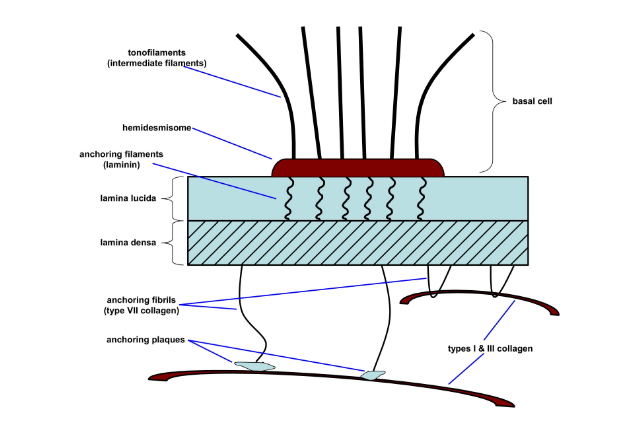 tonofilaments
(intermediate filaments)
basal cell
hemidesmisome
anchoring filaments
(laminin)
lamina lucida
lamina densa
anchoring fibrils
(type VII collagen)
anchoring plaques
types I & III collagen